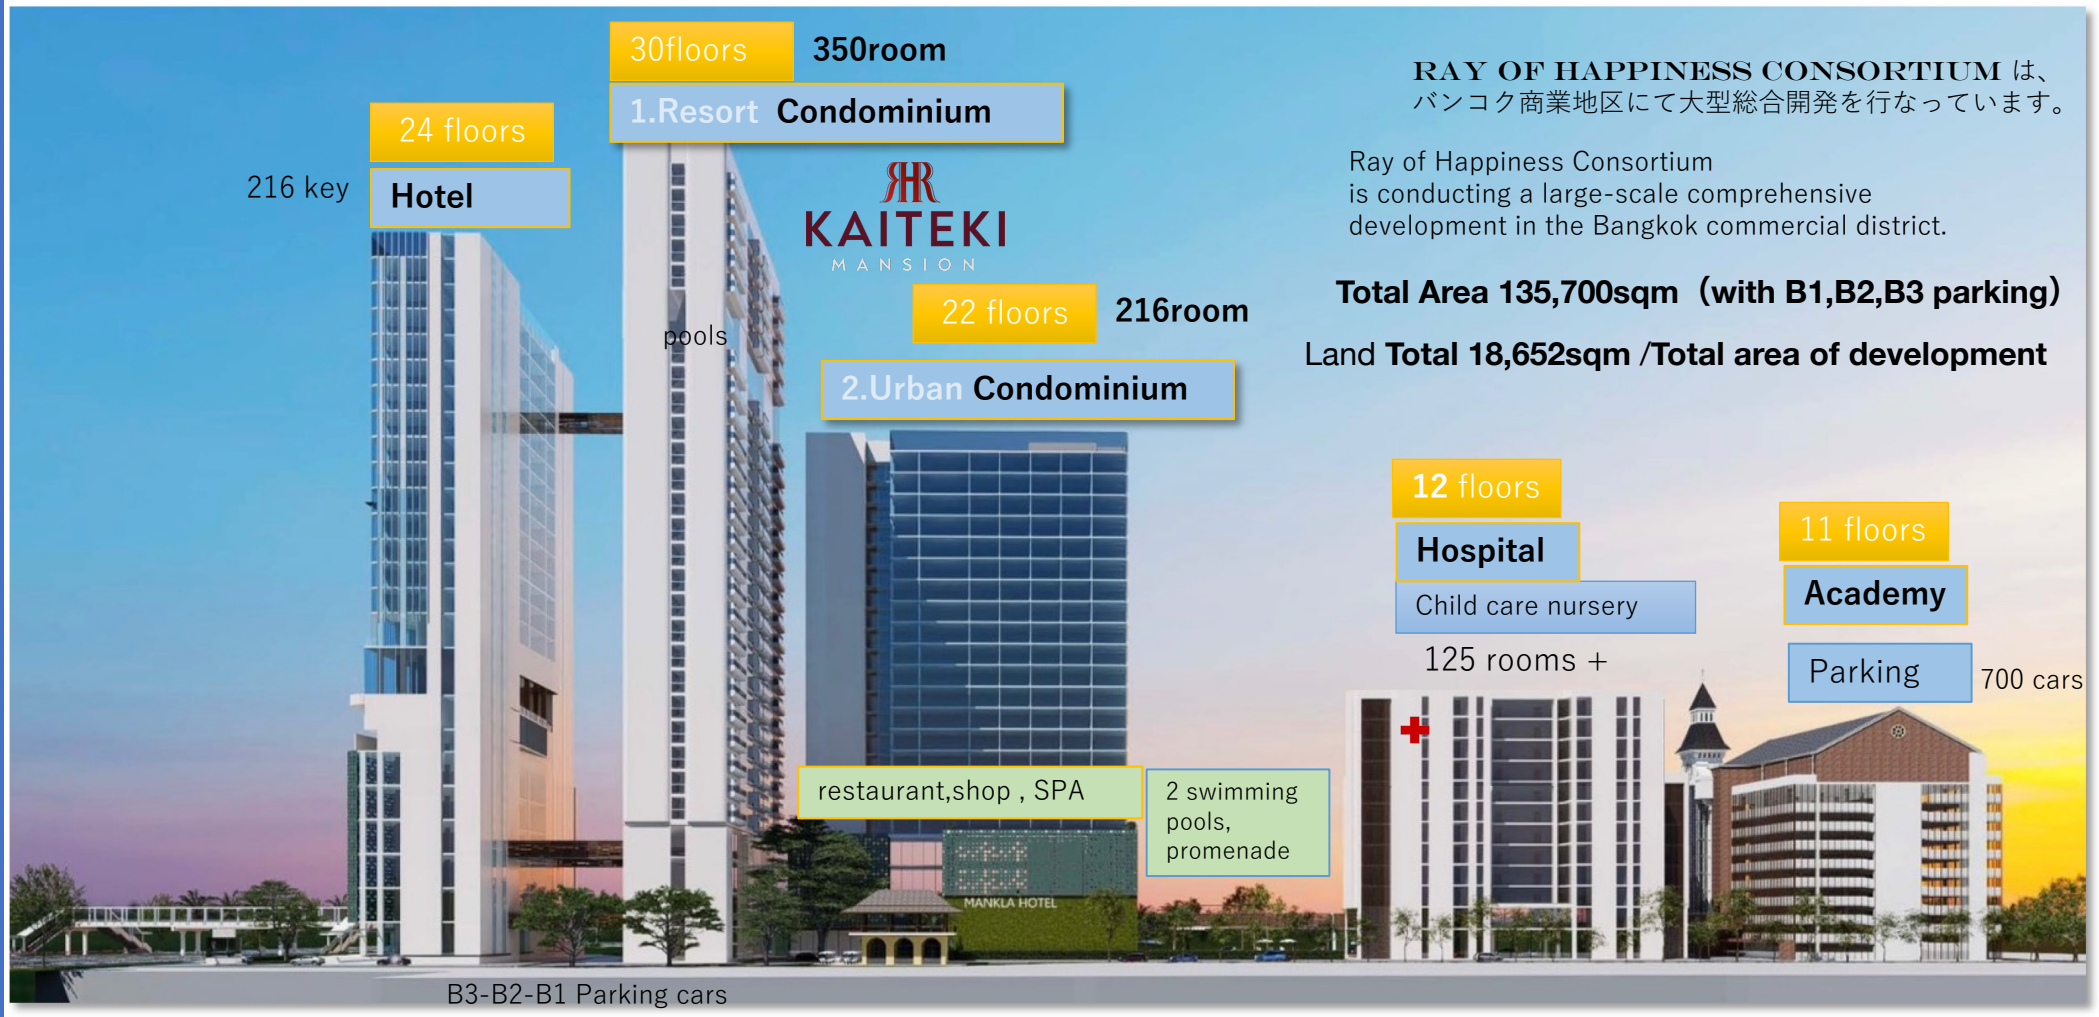 30floors
350room
1.Resort Condominium
24 floors
216 key
Hotel
KAITEKI
MANSION
pools
22 floors
216room
2.Urban Condominium
RAY OF HAPPINESS CONSORTIUM は、
バンコク商業地区にて大型総合開発を行なっています。
Ray of Happiness Consortium
is conducting a large-scale comprehensive
development in the Bangkok commercial district.
Total Area 135,700sqm（with B1,B2,B3 parking）
Land Total 18,652sqm /Total area of development
12 floors
Hospital
Child care nursery
125 rooms +
11 floors
Academy
Parking
700 cars
restaurant,shop , SPA
2 swimming
pools,
promenade
MANKLA HOTEL
B3-B2-B1 Parking cars